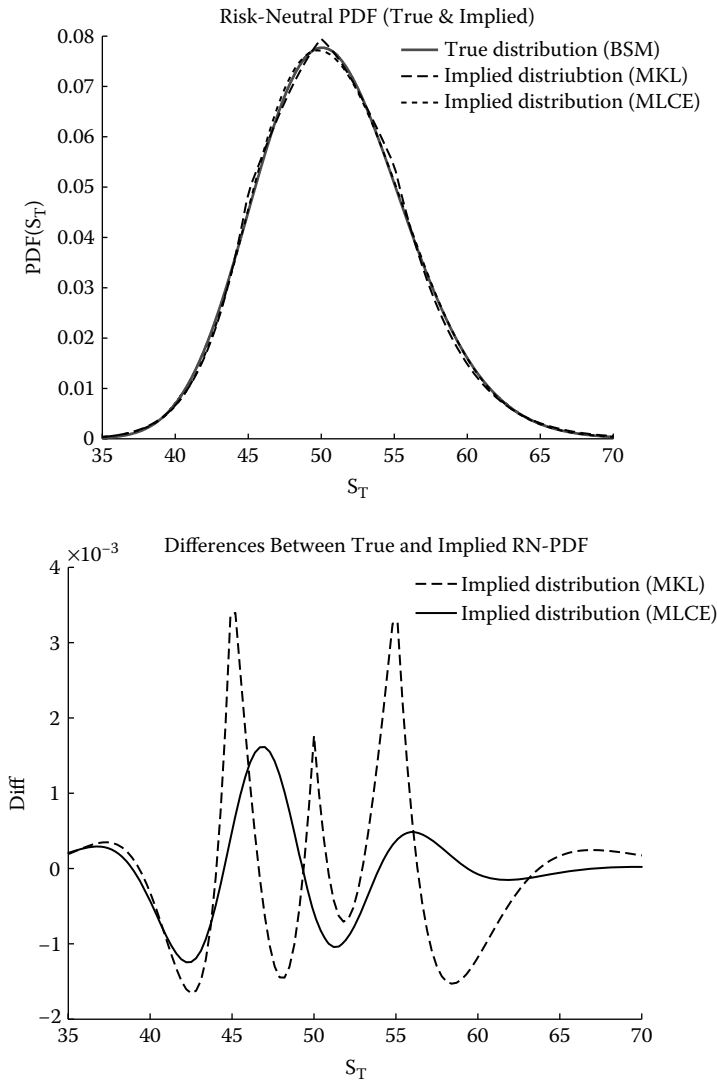 Risk-Neutral PDF (True & Implied)
0.08
0.07
0.06
0.05
0.04
0.03
0.02
0.01
0
PDF(S_T)
True distribution (BSM)
Implied distriubtion (MKL)
Implied distribution (MLCE)
35 40 45 50 55 60 65 70
S_T
Differences Between True and Implied RN-PDF
×10⁻³
4
3
2
1
0
−1
−2
Diff
Implied distribution (MKL)
Implied distribution (MLCE)
35 40 45 50 55 60 65 70
S_T